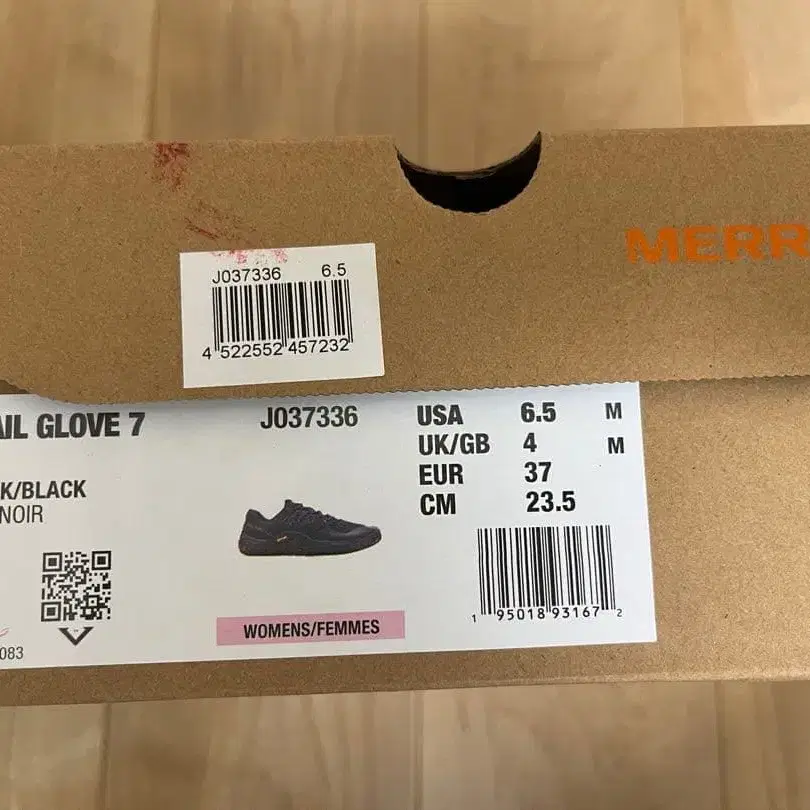 MERR
J037336 6.5
4 522552 457232
AIL GLOVE 7
J037336
K/BLACK
NOIR
083
USA 6.5 M
UK/GB 4 M
EUR 37
CM 23.5
1 95018 93167 2
WOMENS/FEMMES